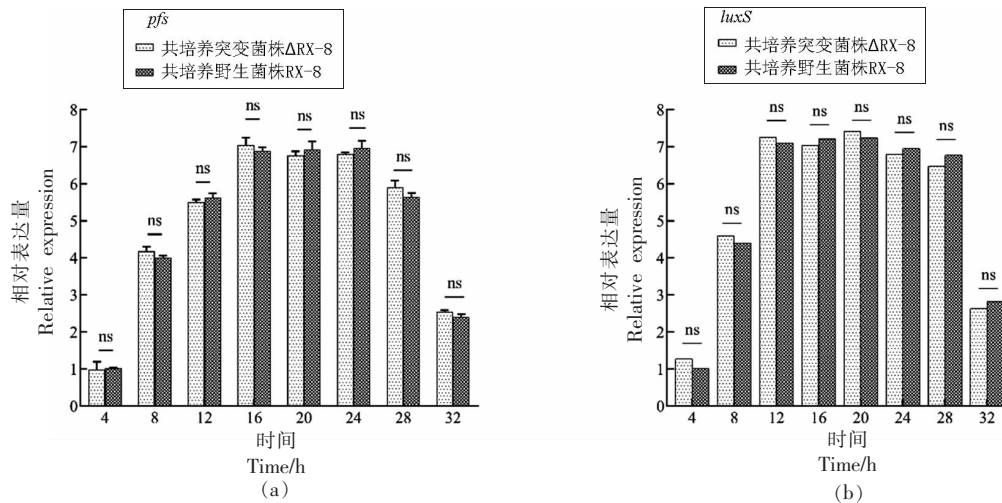 pfs
共培养突变菌株ΔRX-8
共培养野生菌株RX-8
相对表达量
Relative expression
8
7
6
5
4
3
2
1
0
ns
ns
ns
ns
ns
ns
ns
ns
4 8 12 16 20 24 28 32
时间
Time/h
(a)
luxS
共培养突变菌株ΔRX-8
共培养野生菌株RX-8
相对表达量
Relative expression
8
7
6
5
4
3
2
1
0
ns
ns
ns
ns
ns
ns
ns
ns
4 8 12 16 20 24 28 32
时间
Time/h
(b)